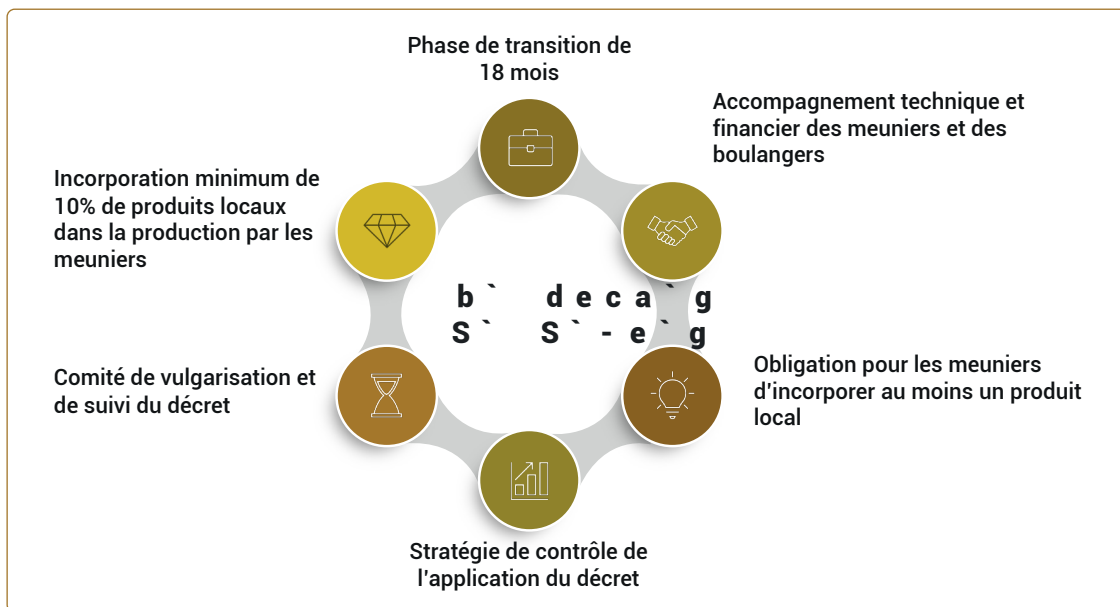 Phase de transition de
18 mois
Accompagnement technique et
financier des meuniers et des
boulangers
Incorporation minimum de
10% de produits locaux
dans la production par les
meuniers
b` deca`g
S` S`-e`g
Comité de vulgarisation et
de suivi du décret
Obligation pour les meuniers
d'incorporer au moins un produit
local
Stratégie de contrôle de
l'application du décret